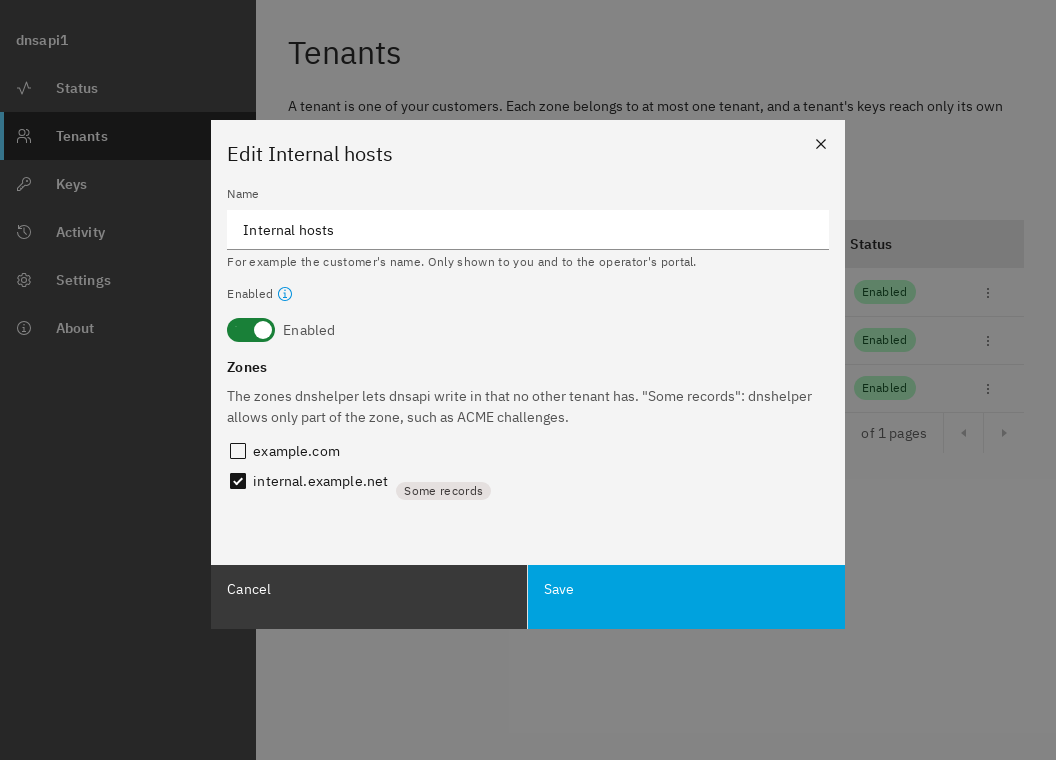 dnsapi1
Status
Tenants
Keys
Activity
Settings
About
Tenants
A tenant is one of your customers. Each zone belongs to at most one tenant, and a tenant's keys reach only its own
Edit Internal hosts
Name
Internal hosts
For example the customer's name. Only shown to you and to the operator's portal.
Enabled
Enabled
Zones
The zones dnshelper lets dnsapi write in that no other tenant has. "Some records": dnshelper
allows only part of the zone, such as ACME challenges.
example.com
internal.example.net Some records
Cancel
Save
Status
Enabled
Enabled
Enabled
of 1 pages